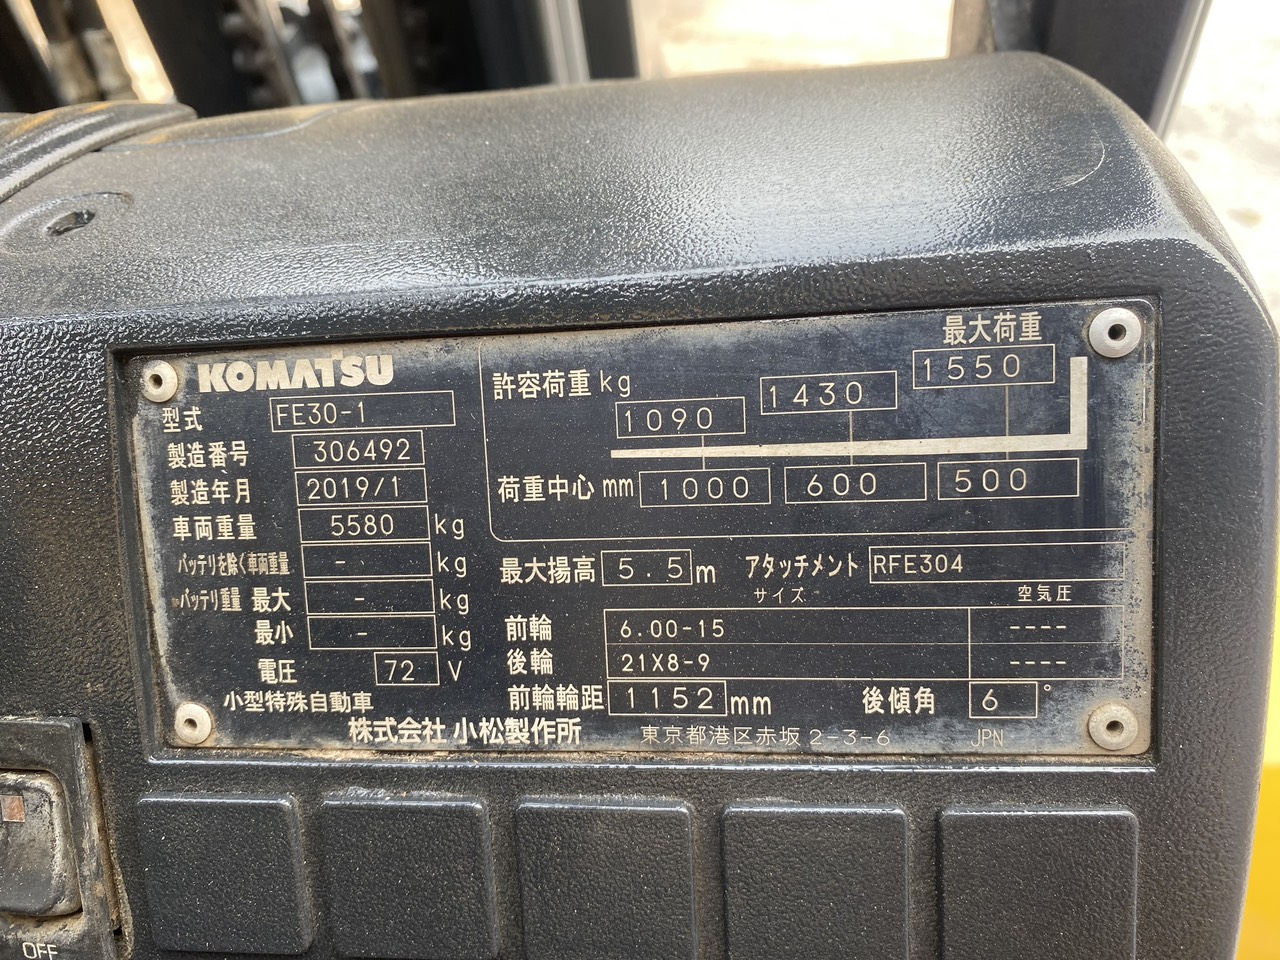 KOMATSU
型式 FE30-1
製造番号 306492
製造年月 2019/1
車両重量 5580 kg
バッテリを除く車両重量 - kg
バッテリ重量 最大 - kg
最小 - kg
電圧 72 V
小型特殊自動車
最大荷重
許容荷重 kg 1090 1430 1550
荷重中心 mm 1000 600 500
最大揚高 5.5 m アタッチメント RFE304
サイズ 空気圧
前輪 6.00-15 ----
後輪 21X8-9 ----
前輪輪距 1152 mm 後傾角 6 °
株式会社 小松製作所 東京都港区赤坂 2-3-6 JPN
OFF